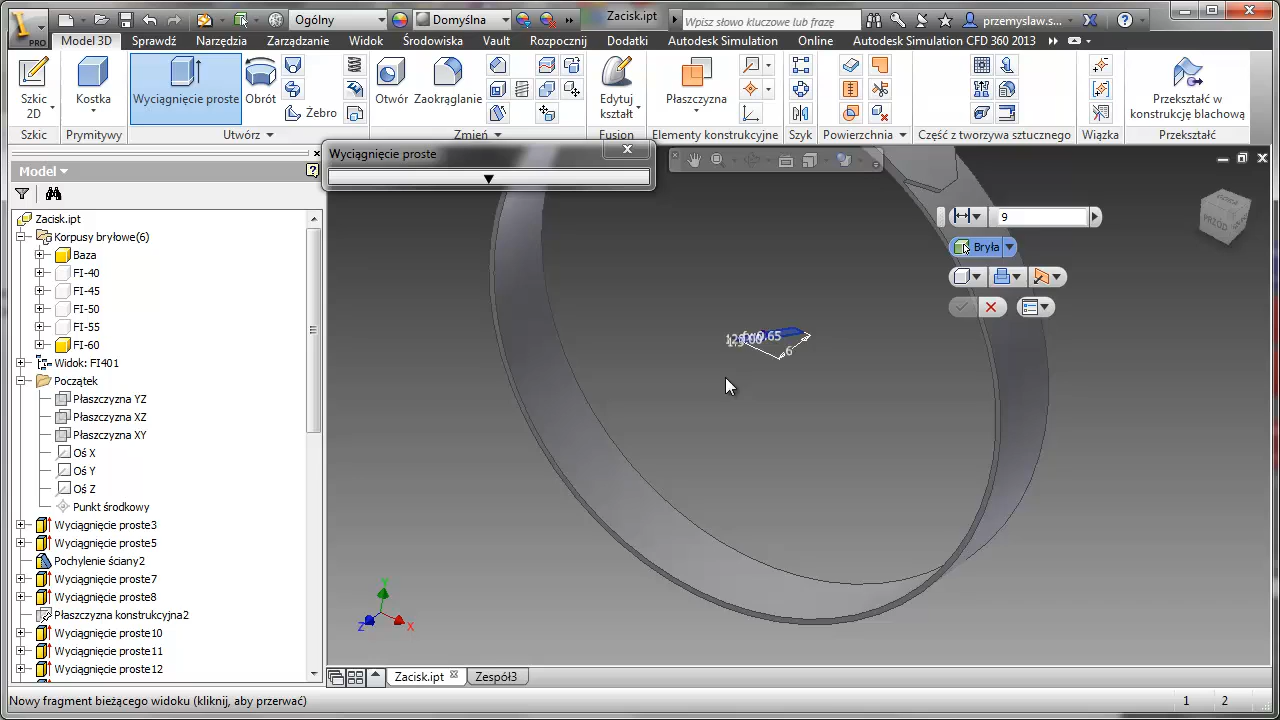 PRO
Ogólny
Domyślna
Zacisk.ipt
Wpisz słowo kluczowe lub frazę
przemyslaw.s...
Model 3D
Sprawdź
Narzędzia
Zarządzanie
Widok
Środowiska
Vault
Rozpocznij
Dodatki
Autodesk Simulation
Online
Autodesk Simulation CFD 360 2013
Szkic
2D
Kostka
Wyciągnięcie proste
Obrót
Żebro
Otwór
Zaokrąglanie
Edytuj
kształt
Płaszczyzna
Przekształć w
konstrukcję blachową
Szkic
Prymitywy
Utwórz
Zmień
Fusion
Elementy konstrukcyjne
Szyk
Powierzchnia
Część z tworzywa sztucznego
Wiązka
Przekształć
Model
Wyciągnięcie proste
Zacisk.ipt
Korpusy bryłowe(6)
Baza
FI-40
FI-45
FI-50
FI-55
FI-60
Widok: FI401
Początek
Płaszczyzna YZ
Płaszczyzna XZ
Płaszczyzna XY
Oś X
Oś Y
Oś Z
Punkt środkowy
Wyciągnięcie proste3
Wyciągnięcie proste5
Pochylenie ściany2
Wyciągnięcie proste7
Wyciągnięcie proste8
Płaszczyzna konstrukcyjna2
Wyciągnięcie proste10
Wyciągnięcie proste11
Wyciągnięcie proste12
9
Bryła
PRZÓD
6
Y
Z
X
Zacisk.ipt
Zespół3
Nowy fragment bieżącego widoku (kliknij, aby przerwać)
1
2